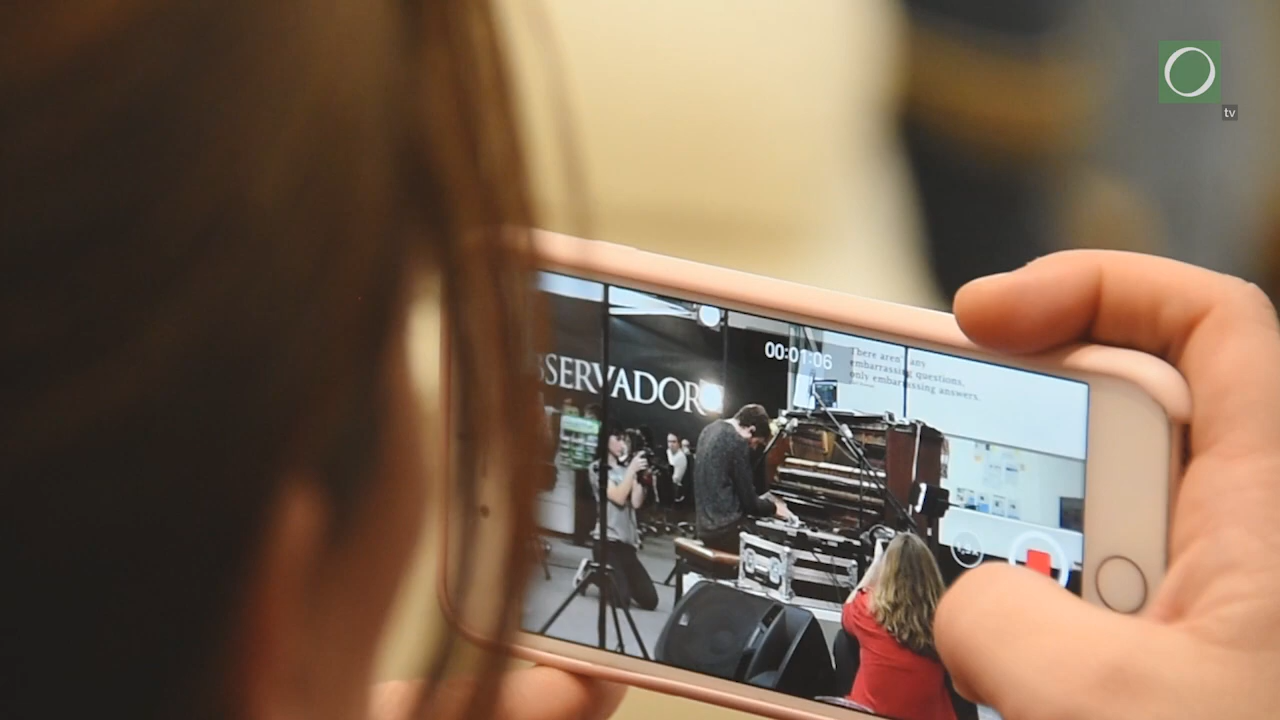 tv
00:01:06
SERVADOR
There aren't any
embarrassing questions,
only embarrassing answers.